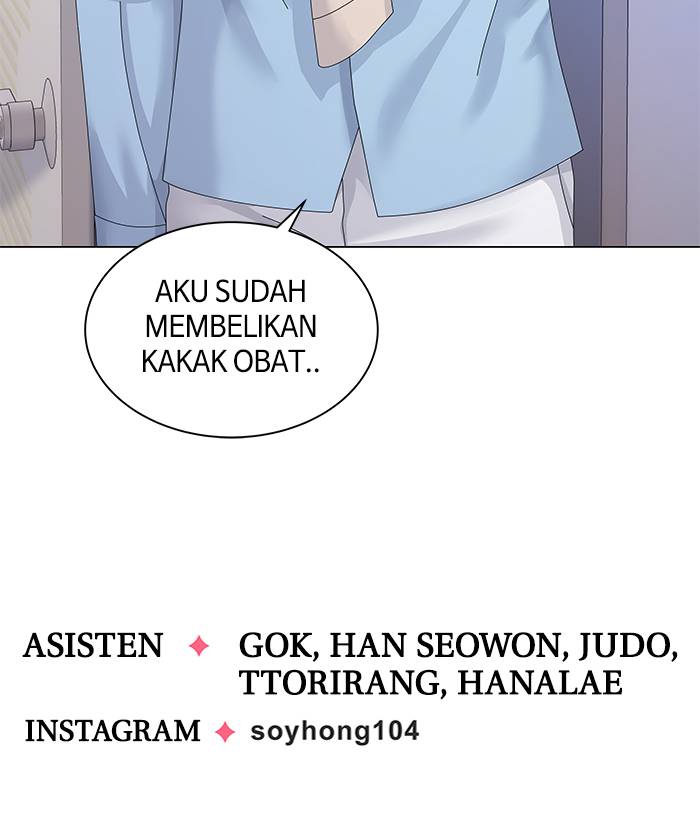 AKU SUDAH
MEMBELIKAN
KAKAK OBAT..
ASISTEN ✦ GOK, HAN SEOWON, JUDO,
TTORIRANG, HANALAE
INSTAGRAM ✦ soyhong104